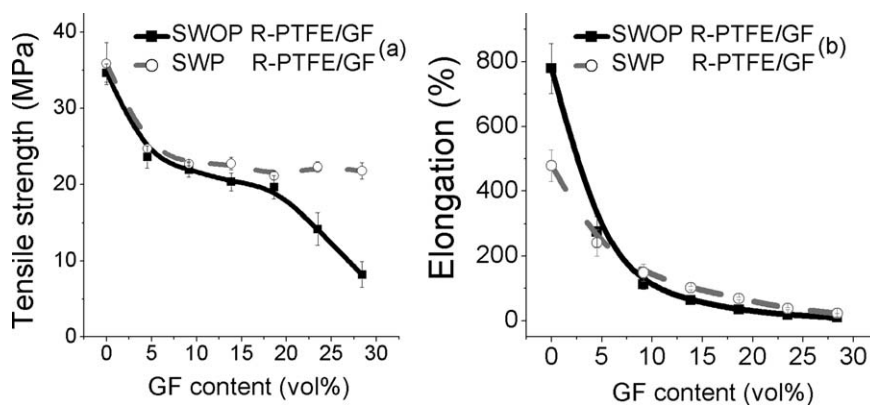 SWOP R-PTFE/GF (a)
SWP R-PTFE/GF
Tensile strength (MPa)
40
30
20
10
0
0 5 10 15 20 25 30
GF content (vol%)
SWOP R-PTFE/GF (b)
SWP R-PTFE/GF
Elongation (%)
800
600
400
200
0
0 5 10 15 20 25 30
GF content (vol%)